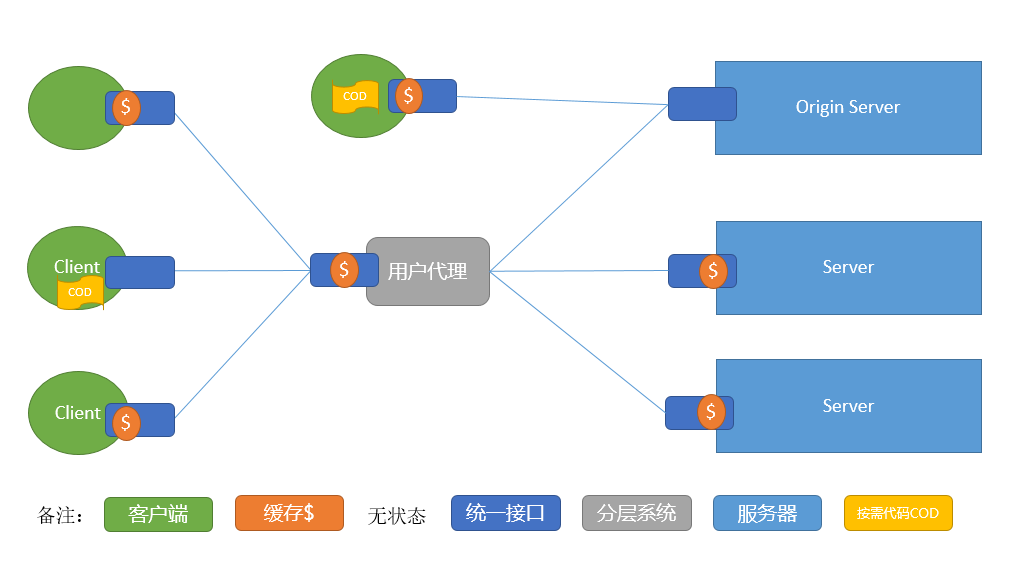 $
COD
$
Origin Server
Client
COD
$
用户代理
$
Server
Client
$
$
Server
备注：
客户端
缓存$
无状态
统一接口
分层系统
服务器
按需代码COD